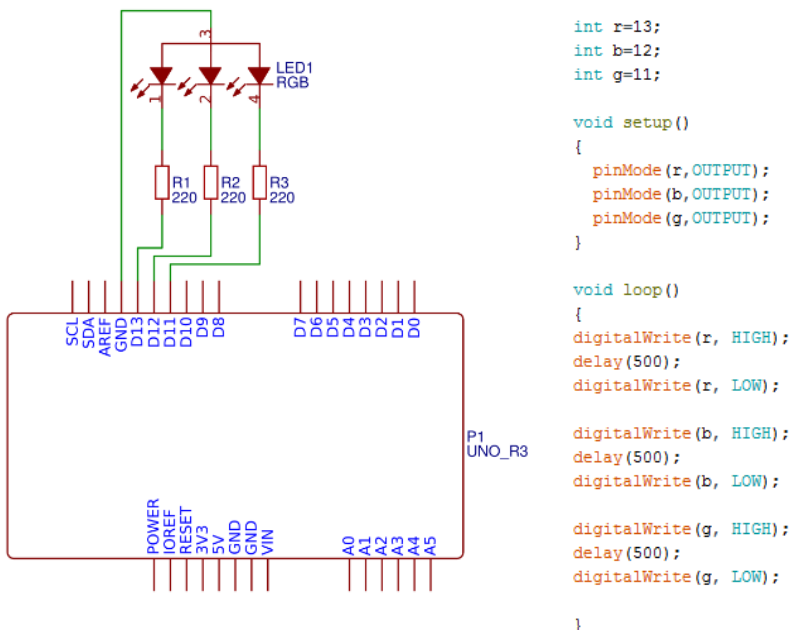 3
LED1
RGB
1
2
4
R1
220
R2
220
R3
220
SCL
SDA
AREF
GND
D13
D12
D11
D10
D9
D8
D7
D6
D5
D4
D3
D2
D1
D0
P1
UNO_R3
POWER
IOREF
RESET
3V3
5V
GND
GND
VIN
A0
A1
A2
A3
A4
A5
int r=13;
int b=12;
int g=11;
void setup()
{
pinMode(r,OUTPUT);
pinMode(b,OUTPUT);
pinMode(g,OUTPUT);
}
void loop()
{
digitalWrite(r, HIGH);
delay(500);
digitalWrite(r, LOW);
digitalWrite(b, HIGH);
delay(500);
digitalWrite(b, LOW);
digitalWrite(g, HIGH);
delay(500);
digitalWrite(g, LOW);
}